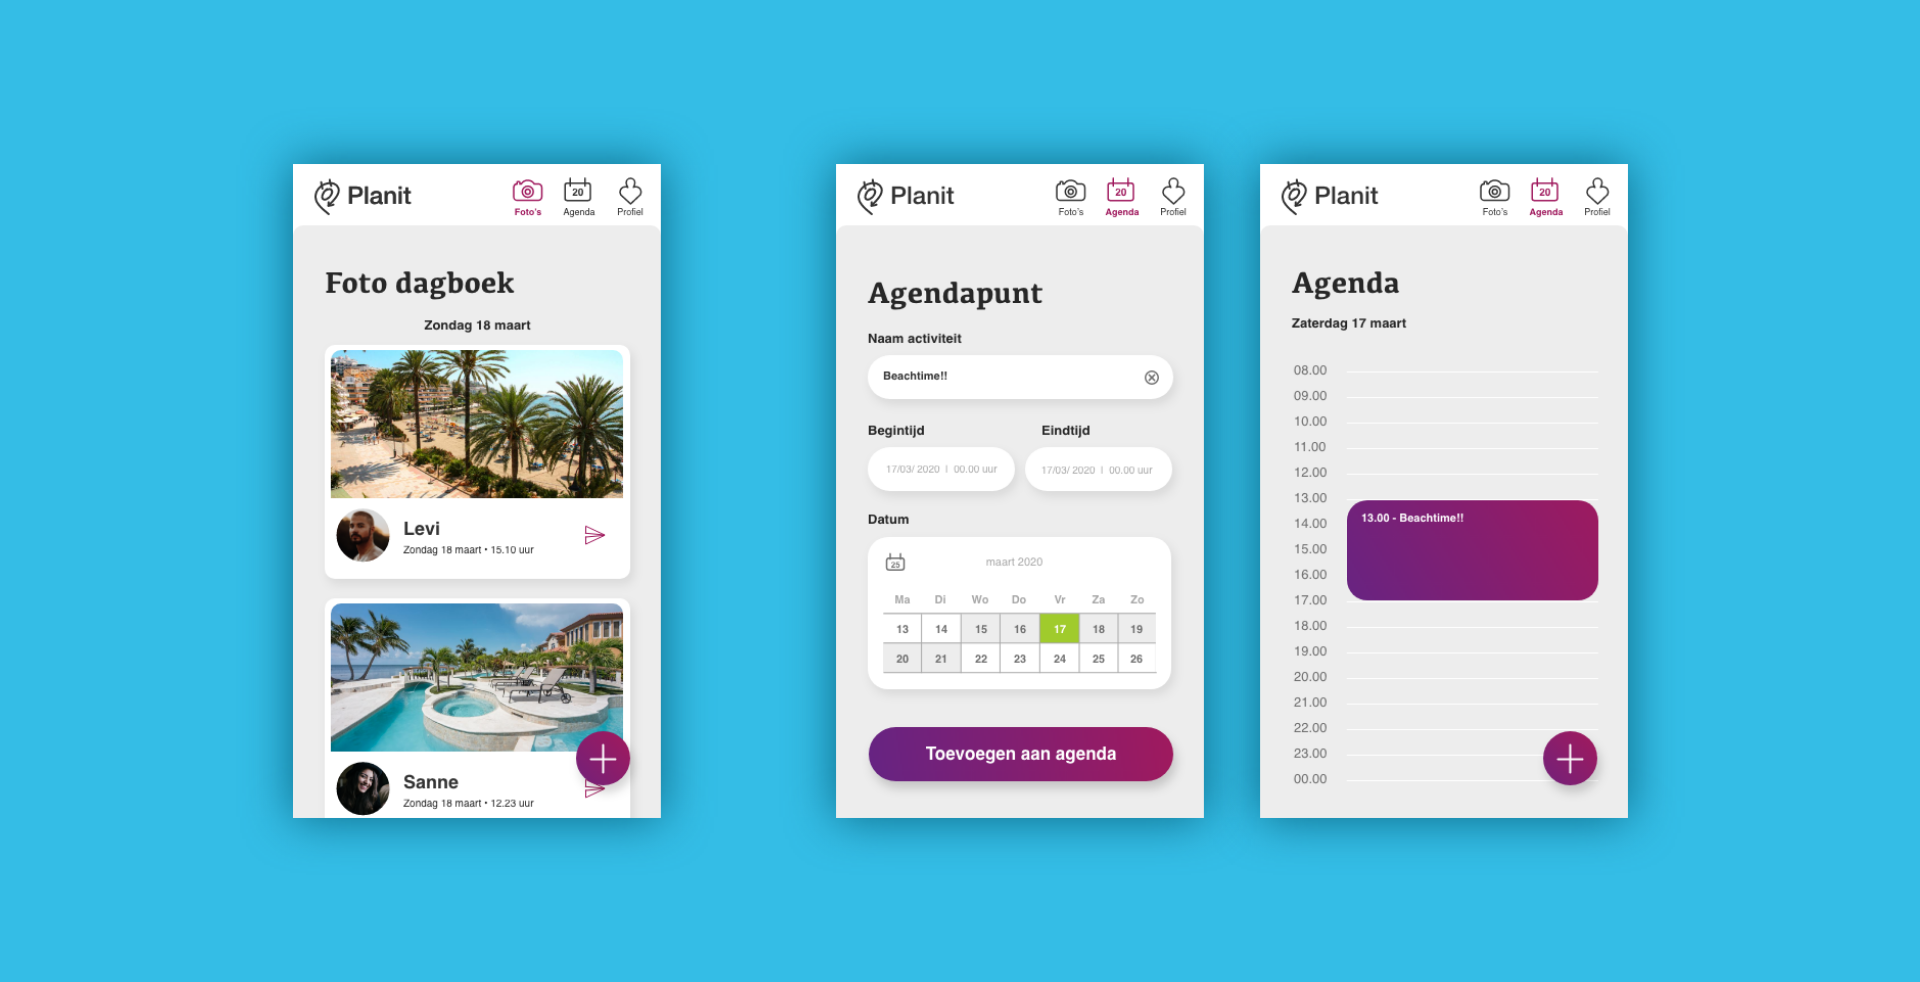 Planit
20
Foto's Agenda Profiel
Foto dagboek
Zondag 18 maart
Levi
Zondag 18 maart • 15.10 uur
Sanne
Zondag 18 maart • 12.23 uur
Planit
20
Foto's Agenda Profiel
Agendapunt
Naam activiteit
Beachtime!!
Begintijd Eindtijd
17/03/ 2020 | 00.00 uur 17/03/ 2020 | 00.00 uur
Datum
25 maart 2020
Ma Di Wo Do Vr Za Zo
13 14 15 16 17 18 19
20 21 22 23 24 25 26
Toevoegen aan agenda
Planit
20
Foto's Agenda Profiel
Agenda
Zaterdag 17 maart
08.00
09.00
10.00
11.00
12.00
13.00
13.00 - Beachtime!!
14.00
15.00
16.00
17.00
18.00
19.00
20.00
21.00
22.00
23.00
00.00